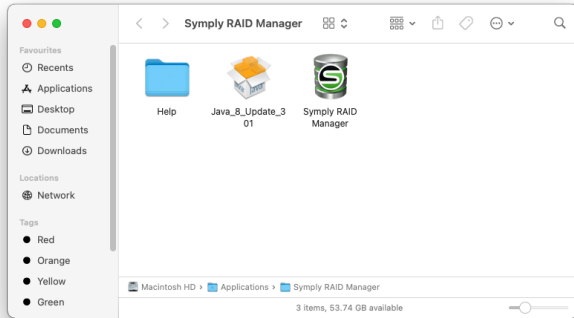 Symply RAID Manager
Favourites
Recents
Applications
Desktop
Documents
Downloads
Locations
Network
Tags
Red
Orange
Yellow
Green
Help
Java_8_Update_3
01
Symply RAID
Manager
Macintosh HD › Applications › Symply RAID Manager
3 items, 53.74 GB available